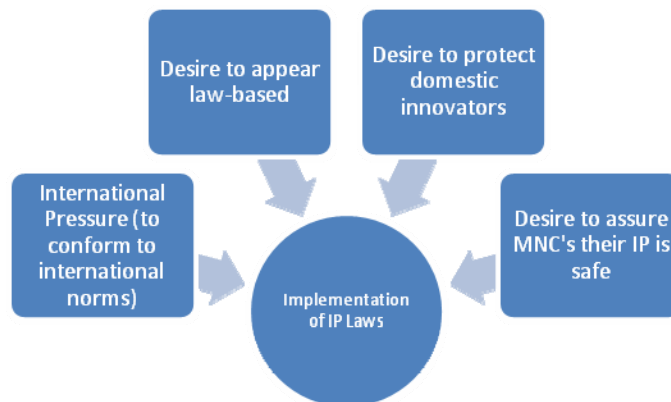 Desire to appear
law-based
Desire to protect
domestic
innovators
International
Pressure (to
conform to
international
norms)
Desire to assure
MNC's their IP is
safe
Implementation
of IP Laws